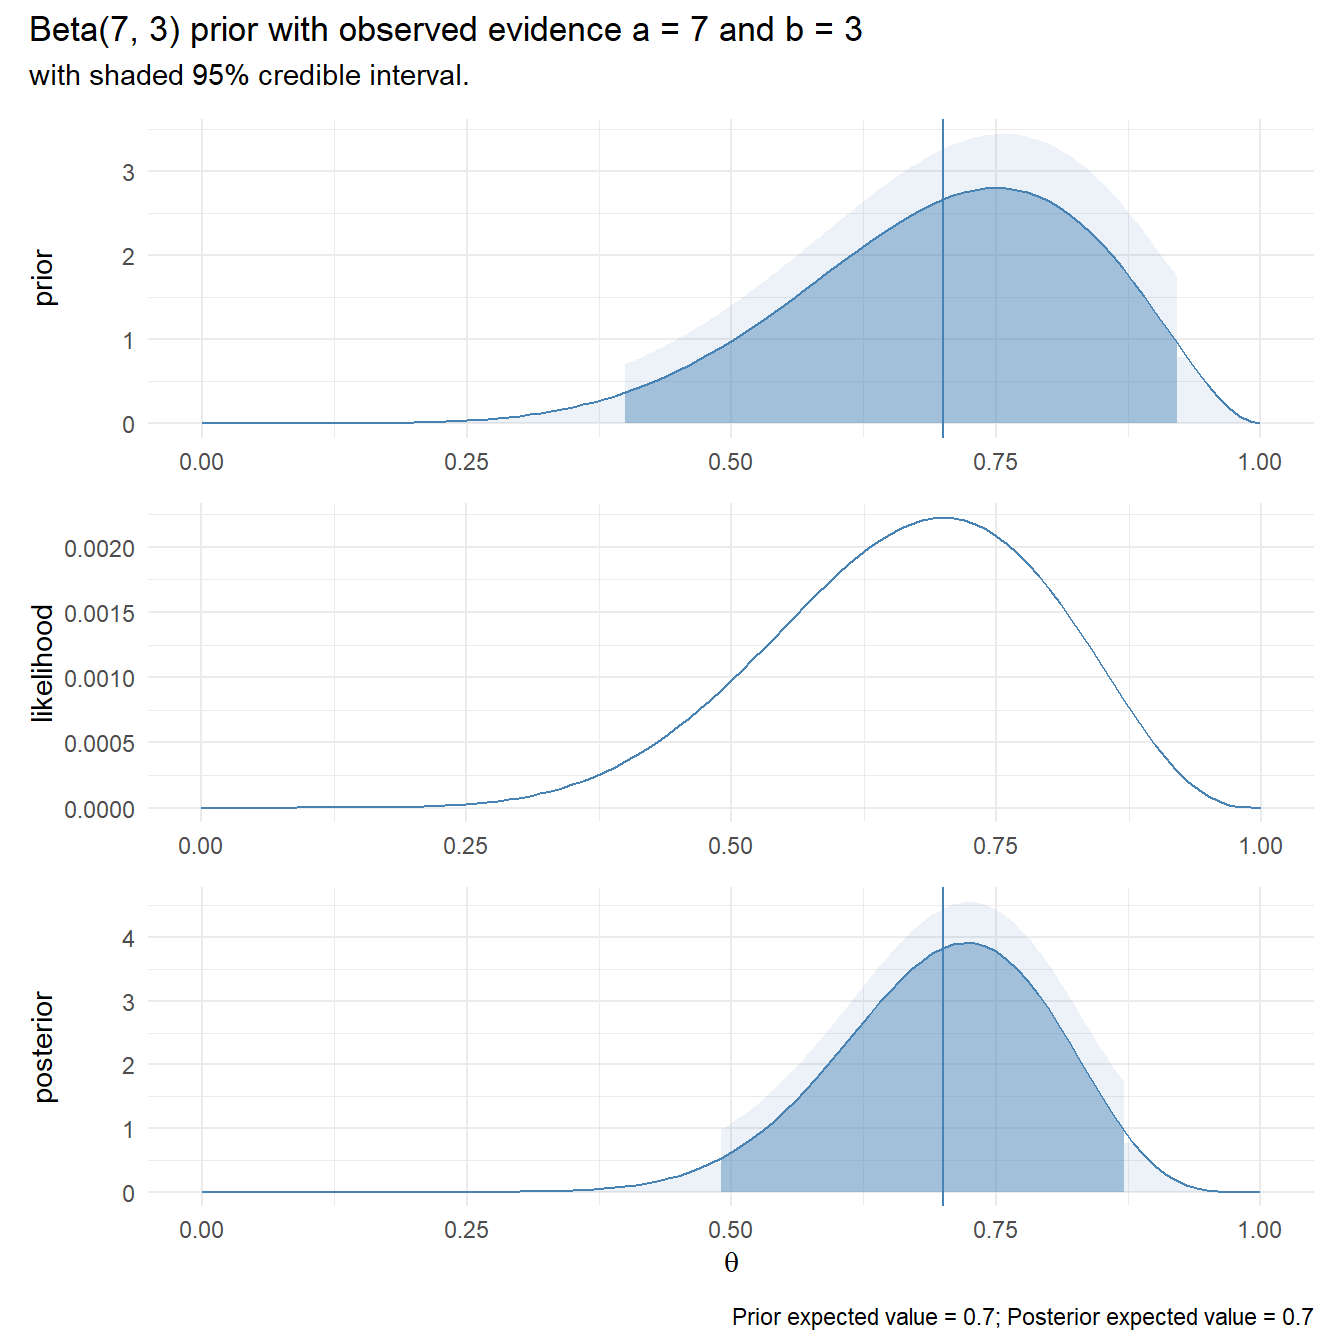 Beta(7, 3) prior with observed evidence a = 7 and b = 3
with shaded 95% credible interval.
prior
3
2
1
0
0.00 0.25 0.50 0.75 1.00
likelihood
0.0020
0.0015
0.0010
0.0005
0.0000
0.00 0.25 0.50 0.75 1.00
posterior
4
3
2
1
0
0.00 0.25 0.50 0.75 1.00
θ
Prior expected value = 0.7; Posterior expected value = 0.7